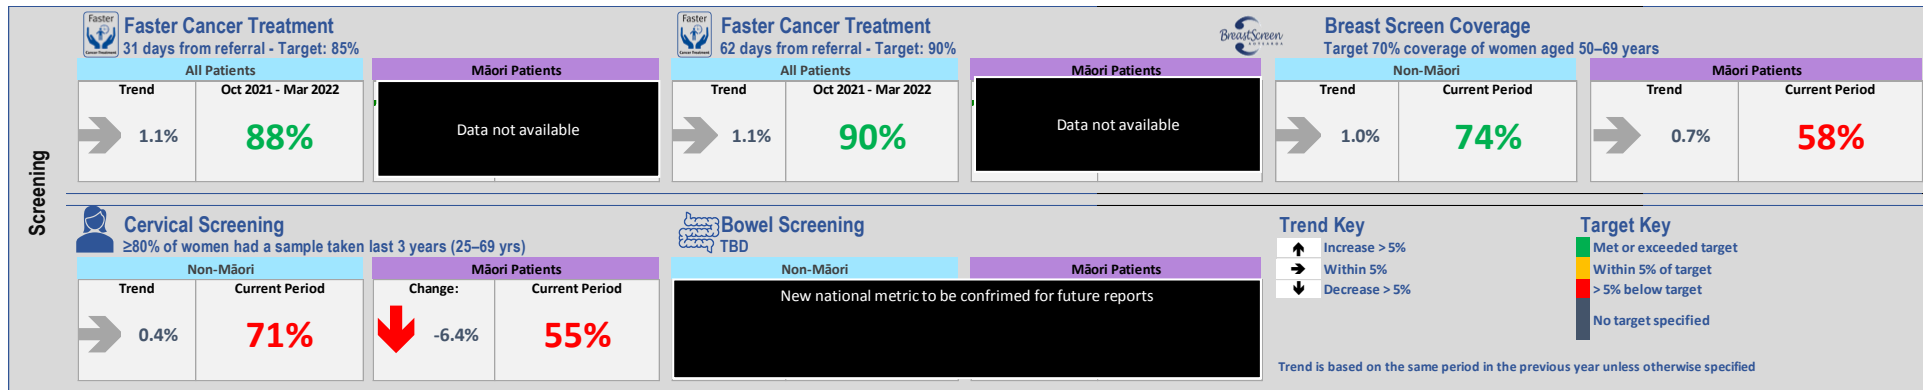 Screening
Faster
Cancer Treatment
Faster Cancer Treatment
31 days from referral - Target: 85%
All Patients
Māori Patients
Trend
Oct 2021 - Mar 2022
1.1%
88%
Data not available
Faster
Cancer Treatment
Faster Cancer Treatment
62 days from referral - Target: 90%
All Patients
Māori Patients
Trend
Oct 2021 - Mar 2022
1.1%
90%
Data not available
BreastScreen
AOTEAROA
Breast Screen Coverage
Target 70% coverage of women aged 50–69 years
Non-Māori
Māori Patients
Trend
Current Period
Trend
Current Period
1.0%
74%
0.7%
58%
Cervical Screening
≥80% of women had a sample taken last 3 years (25–69 yrs)
Non-Māori
Māori Patients
Trend
Current Period
Change:
Current Period
0.4%
71%
-6.4%
55%
Bowel Screening
TBD
Non-Māori
Māori Patients
New national metric to be confrimed for future reports
Trend Key
Increase > 5%
Within 5%
Decrease > 5%
Target Key
Met or exceeded target
Within 5% of target
> 5% below target
No target specified
Trend is based on the same period in the previous year unless otherwise specified